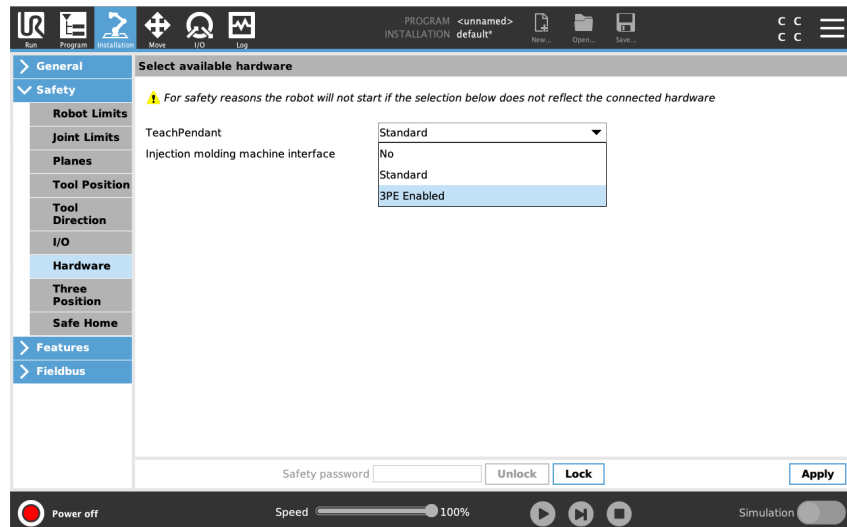 PROGRAM <unnamed>
INSTALLATION default*
UR
Run
Program
Installation
Move
I/O
Log
New...
Open...
Save...
C C
C C
General
Safety
Robot Limits
Joint Limits
Planes
Tool Position
Tool
Direction
I/O
Hardware
Three
Position
Safe Home
Features
Fieldbus
Select available hardware
For safety reasons the robot will not start if the selection below does not reflect the connected hardware
TeachPendant
Standard
Injection molding machine interface
No
Standard
3PE Enabled
Safety password
Unlock
Lock
Apply
Power off
Speed
100%
Simulation